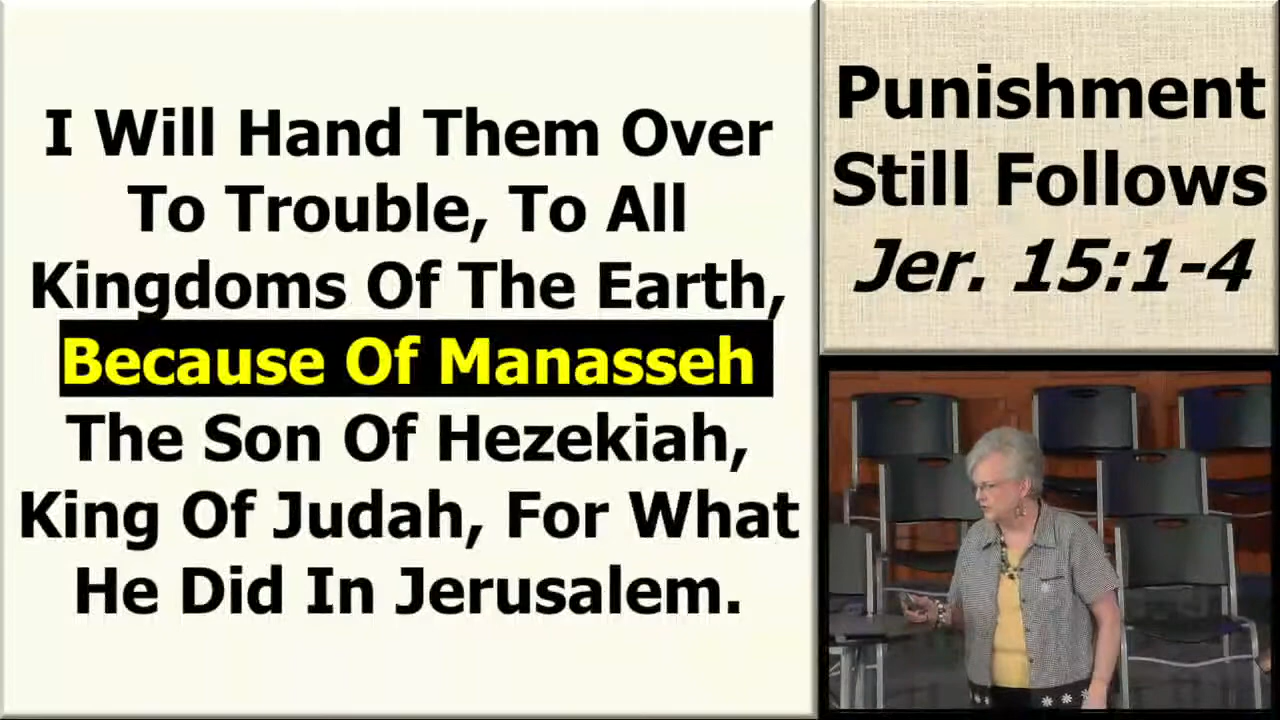 I Will Hand Them Over
To Trouble, To All
Kingdoms Of The Earth,
Because Of Manasseh
The Son Of Hezekiah,
King Of Judah, For What
He Did In Jerusalem.
Punishment
Still Follows
Jer. 15:1-4